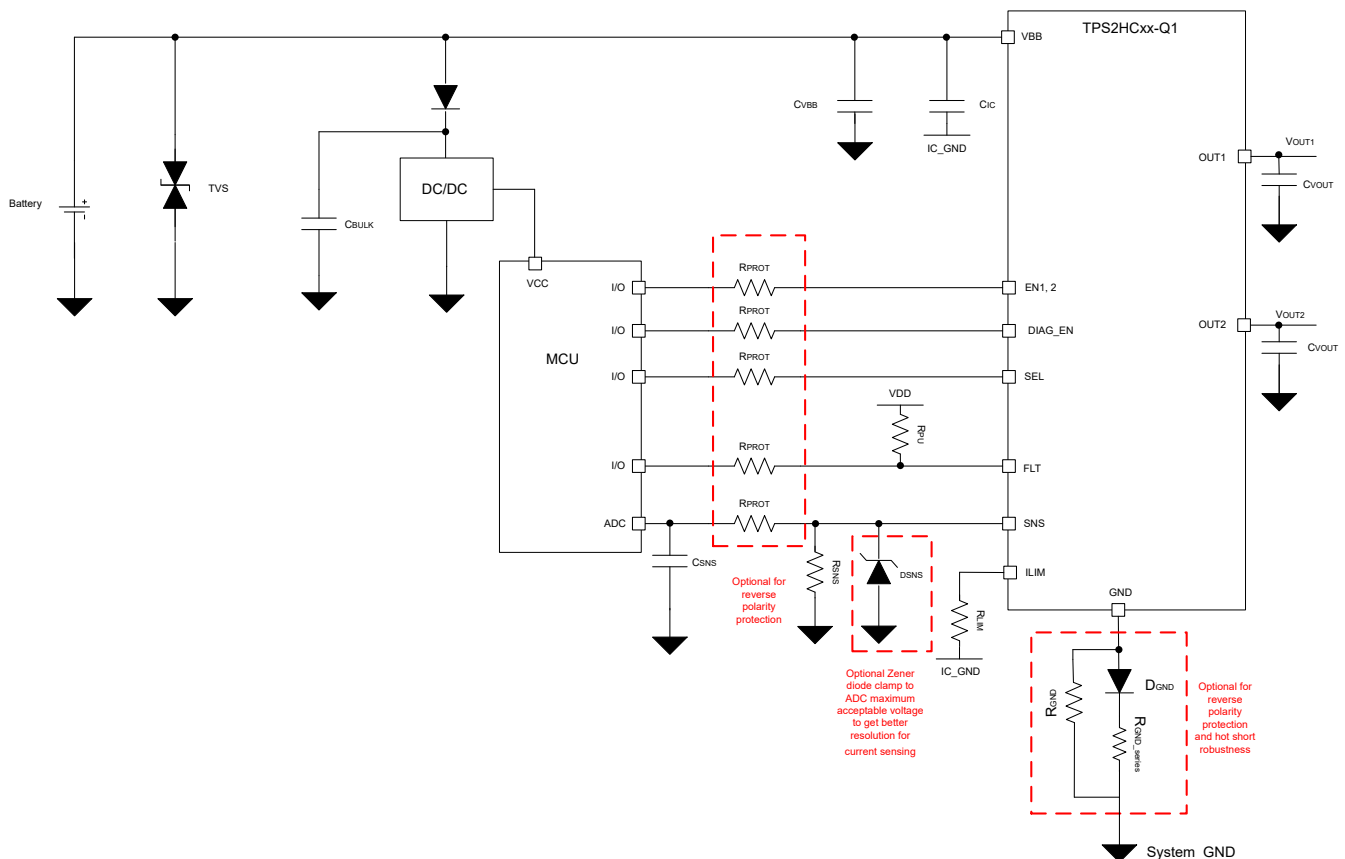 TPS2HCxx-Q1
VBB
CVBB
CIC
IC_GND
VOUT1
OUT1
CVOUT
TVS
DC/DC
Battery
+
-
CBULK
VCC
I/O
RPROT
EN1, 2
I/O
RPROT
DIAG_EN
VOUT2
OUT2
CVOUT
MCU
I/O
RPROT
SEL
VDD
RPU
I/O
RPROT
FLT
ADC
RPROT
SNS
CSNS
RSNS
DSNS
ILIM
Optional for
reverse
polarity
protection
RLIM
IC_GND
GND
Optional Zener
diode clamp to
ADC maximum
acceptable voltage
to get better
resolution for
current sensing
RGND
DGND
RGND_series
Optional for
reverse
polarity
protection
and hot short
robustness
System GND